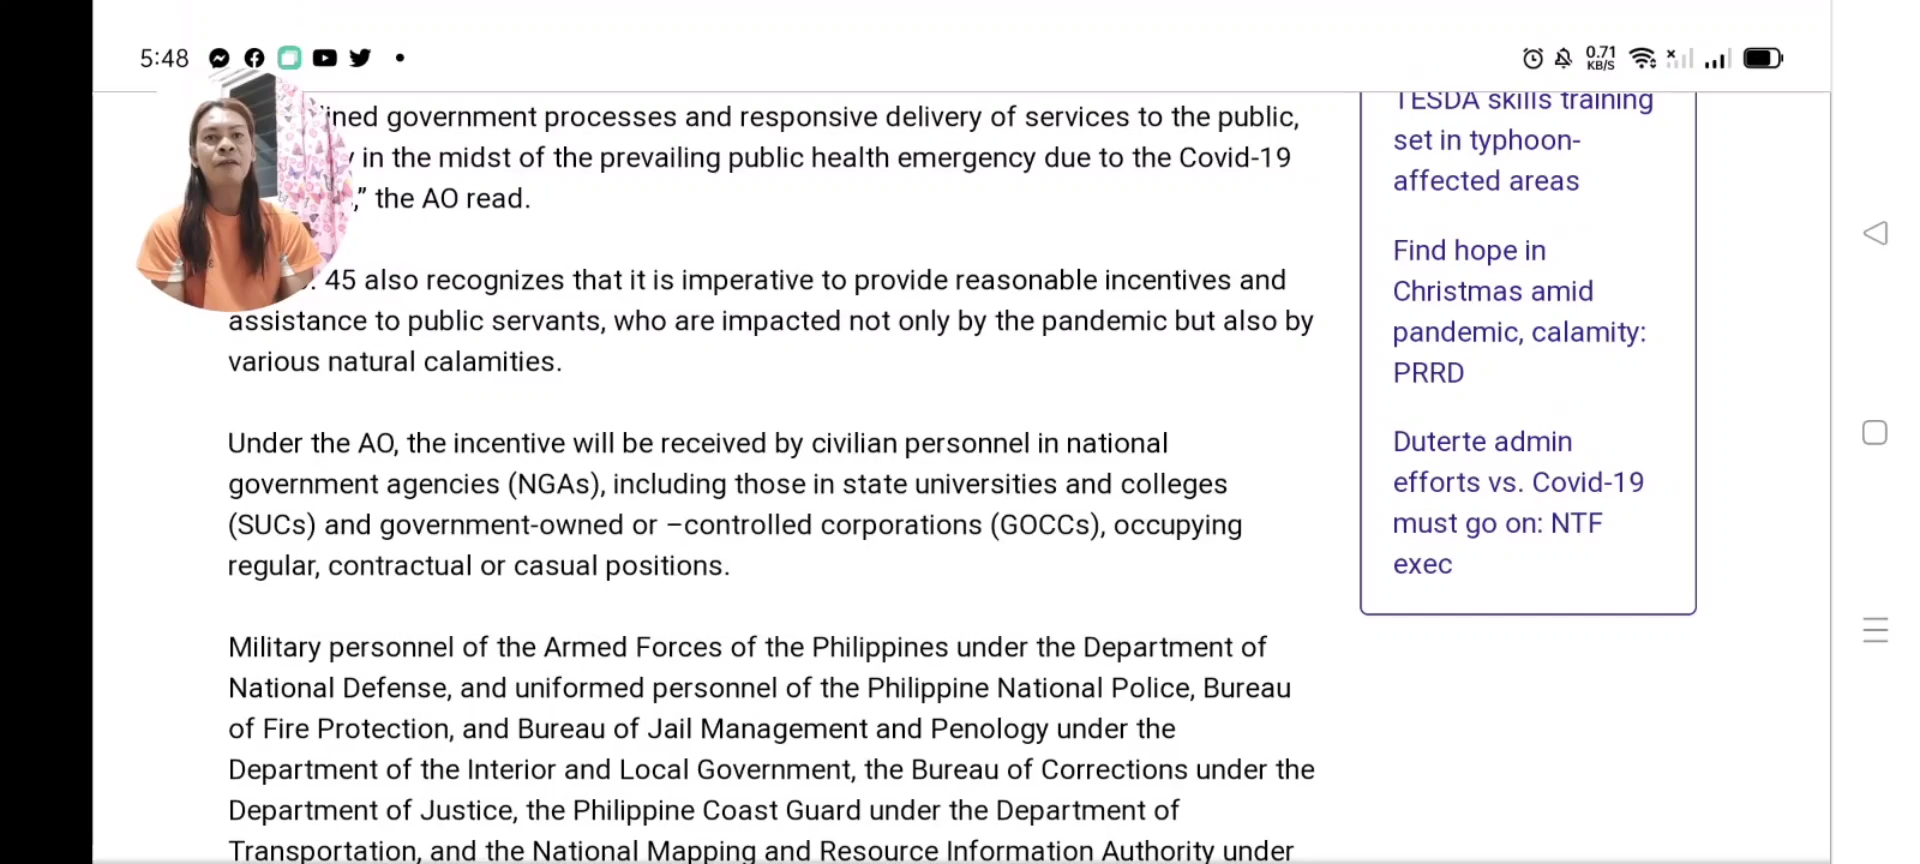 5:48
0.71
KB/S
ined government processes and responsive delivery of services to the public,
in the midst of the prevailing public health emergency due to the Covid-19
,” the AO read.
. 45 also recognizes that it is imperative to provide reasonable incentives and
assistance to public servants, who are impacted not only by the pandemic but also by
various natural calamities.
Under the AO, the incentive will be received by civilian personnel in national
government agencies (NGAs), including those in state universities and colleges
(SUCs) and government-owned or –controlled corporations (GOCCs), occupying
regular, contractual or casual positions.
Military personnel of the Armed Forces of the Philippines under the Department of
National Defense, and uniformed personnel of the Philippine National Police, Bureau
of Fire Protection, and Bureau of Jail Management and Penology under the
Department of the Interior and Local Government, the Bureau of Corrections under the
Department of Justice, the Philippine Coast Guard under the Department of
Transportation, and the National Mapping and Resource Information Authority under
TESDA skills training
set in typhoon-
affected areas
Find hope in
Christmas amid
pandemic, calamity:
PRRD
Duterte admin
efforts vs. Covid-19
must go on: NTF
exec